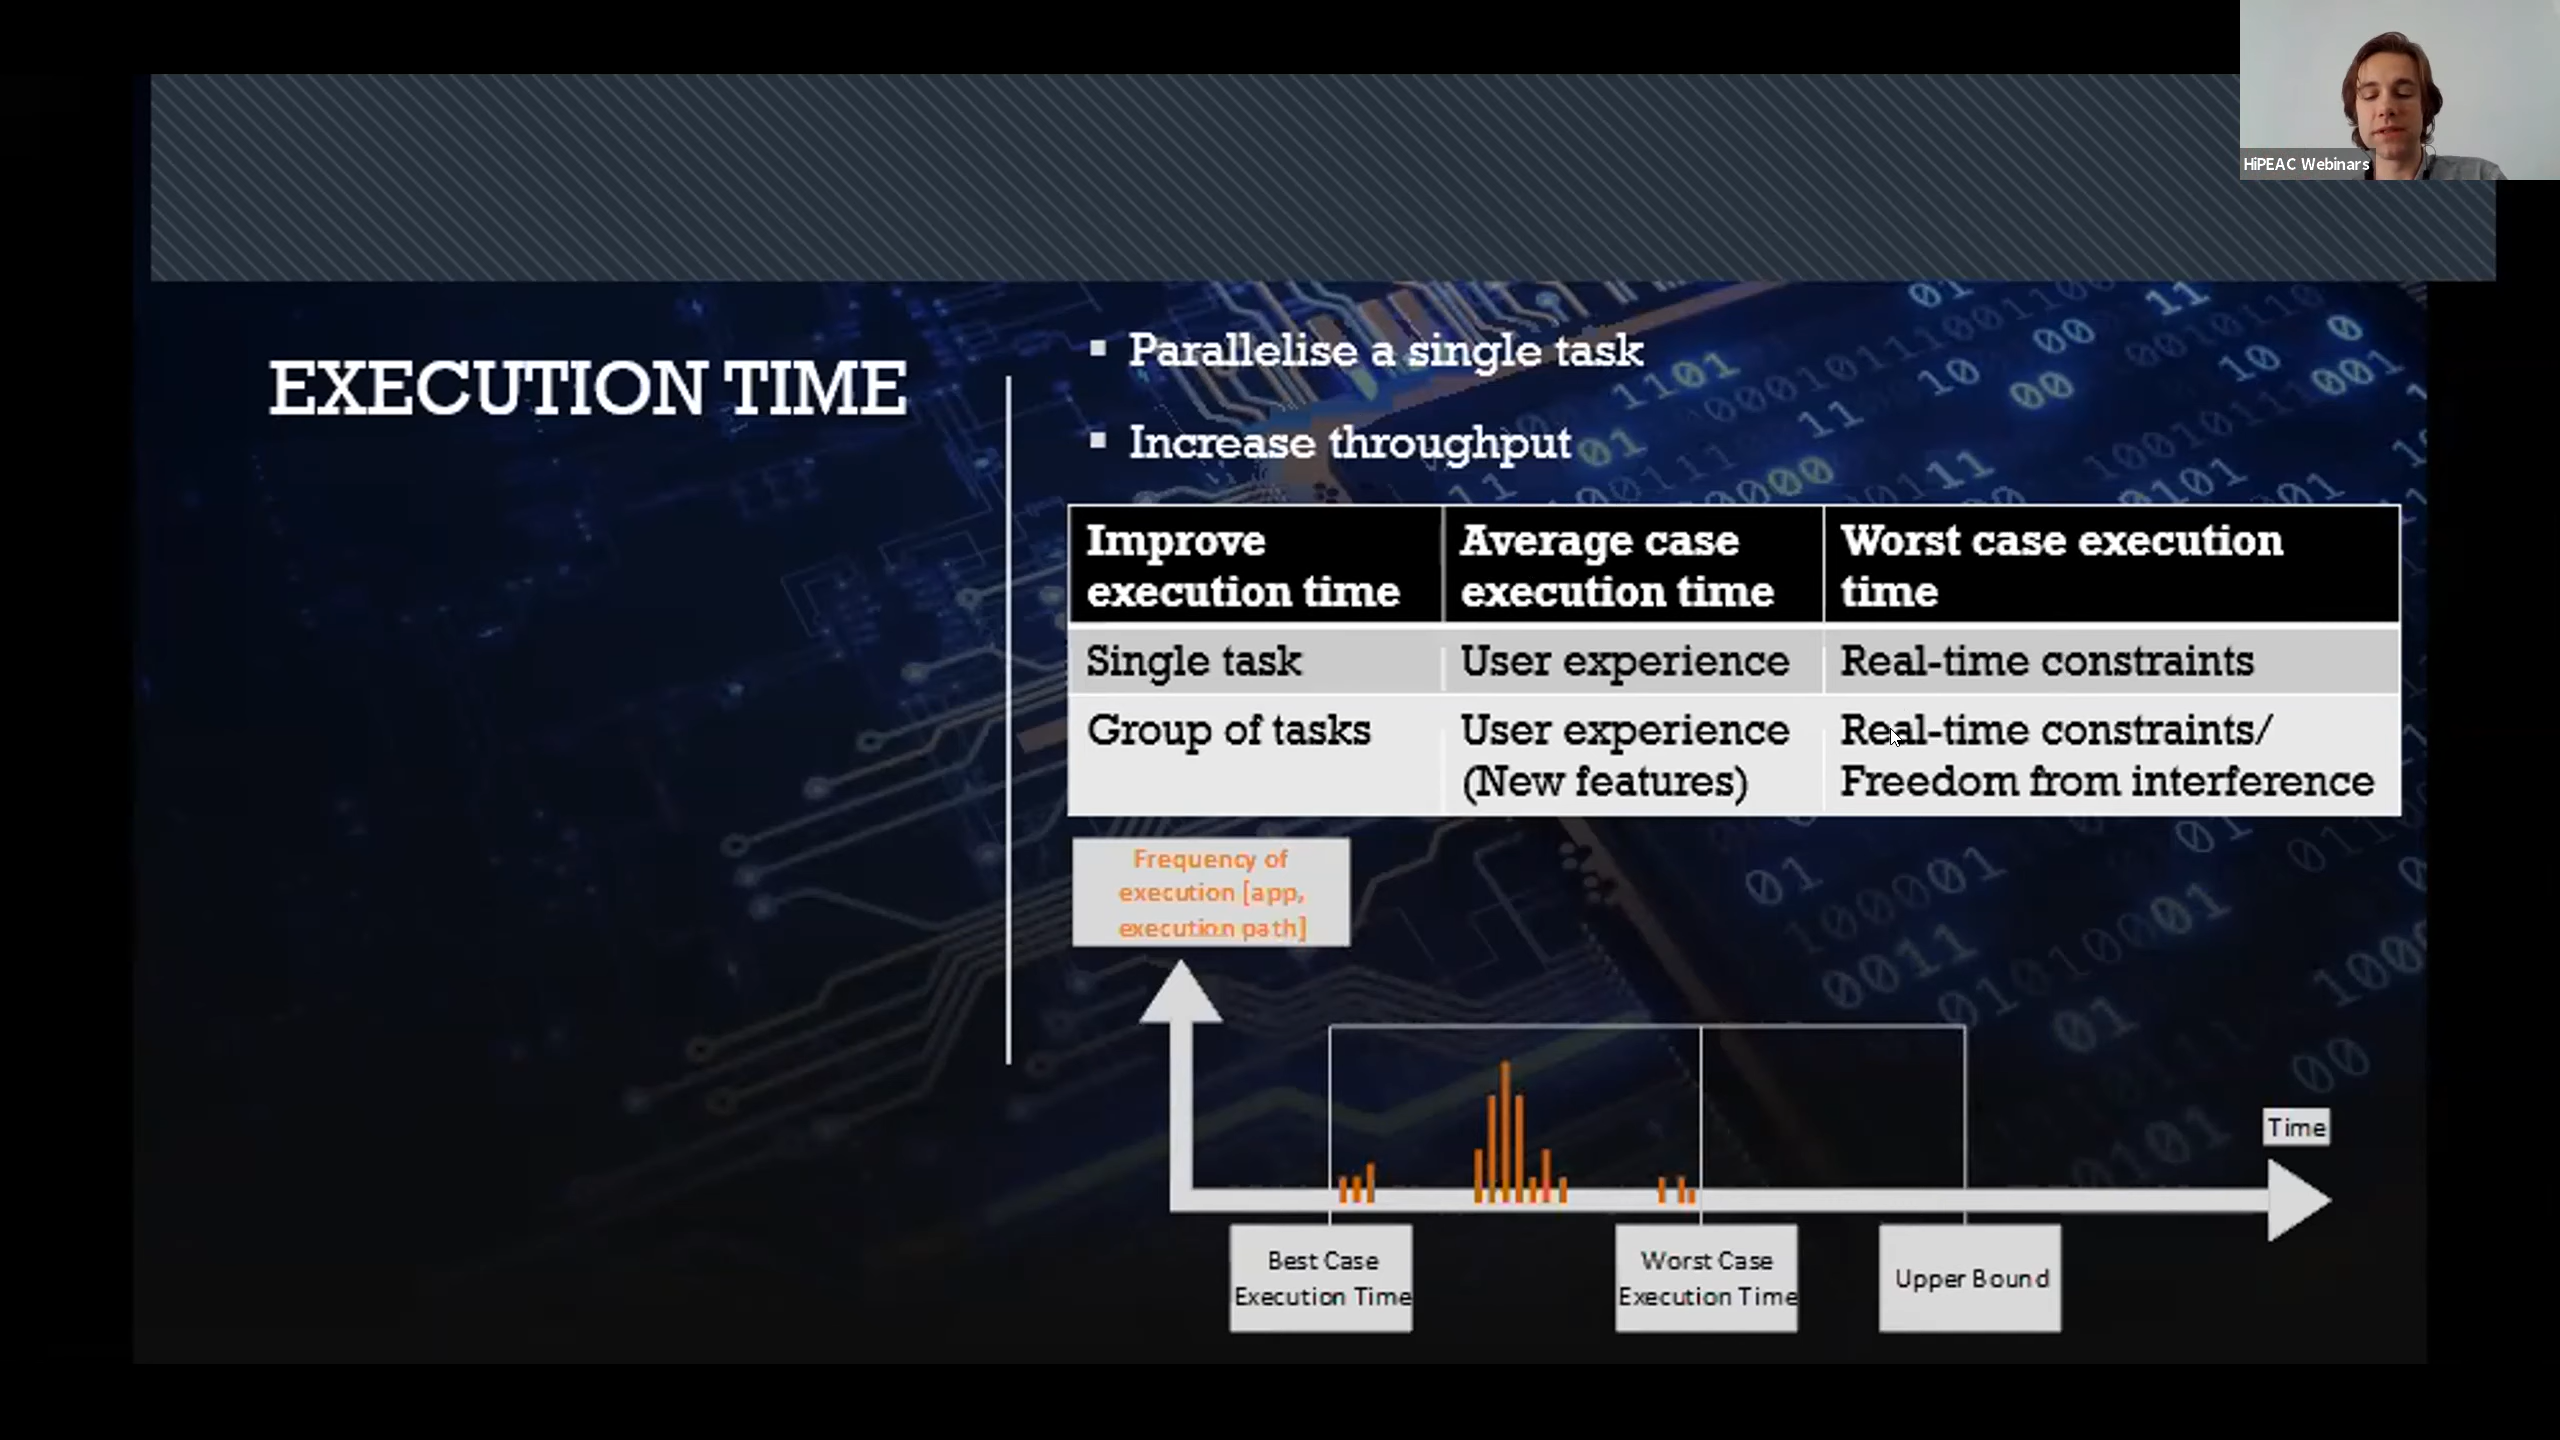 HiPEAC Webinars
EXECUTION TIME
Parallelise a single task
Increase throughput
Improve execution time
Average case execution time
Worst case execution time
Single task
User experience
Real-time constraints
Group of tasks
User experience (New features)
Real-time constraints/ Freedom from interference
Frequency of
execution [app,
execution path]
Time
Best Case
Execution Time
Worst Case
Execution Time
Upper Bound